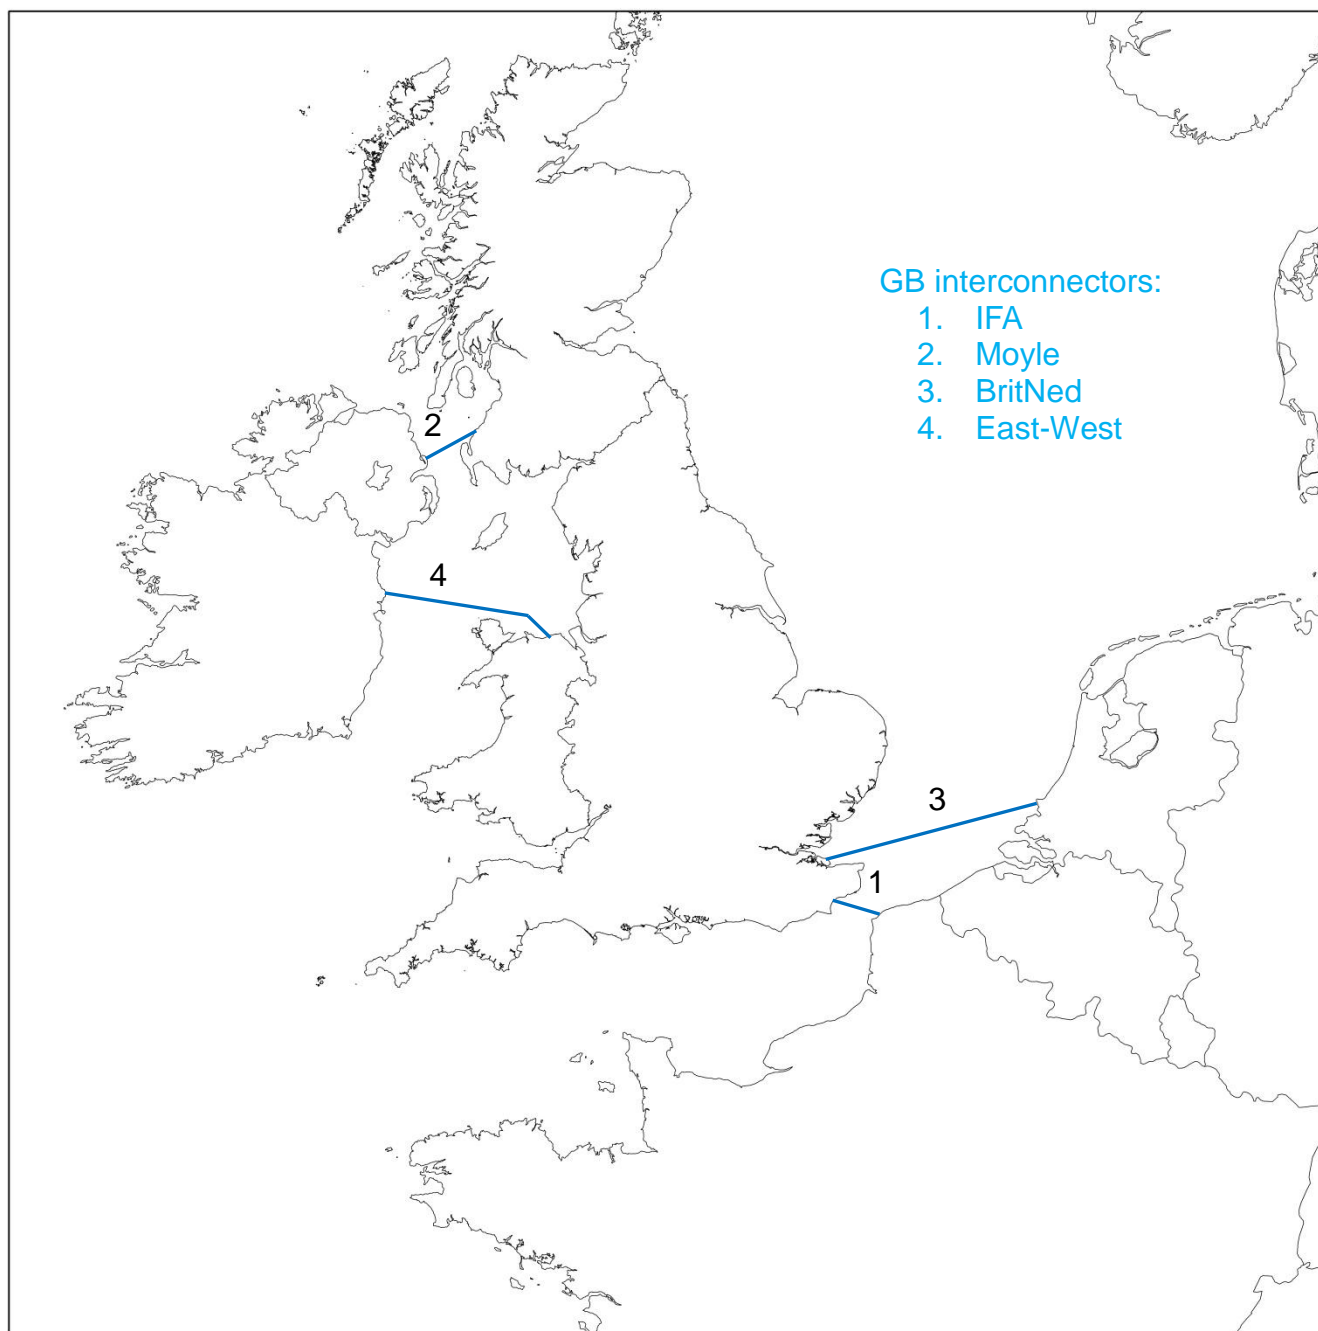 GB interconnectors:
1. IFA
2. Moyle
3. BritNed
4. East-West
2
4
3
1